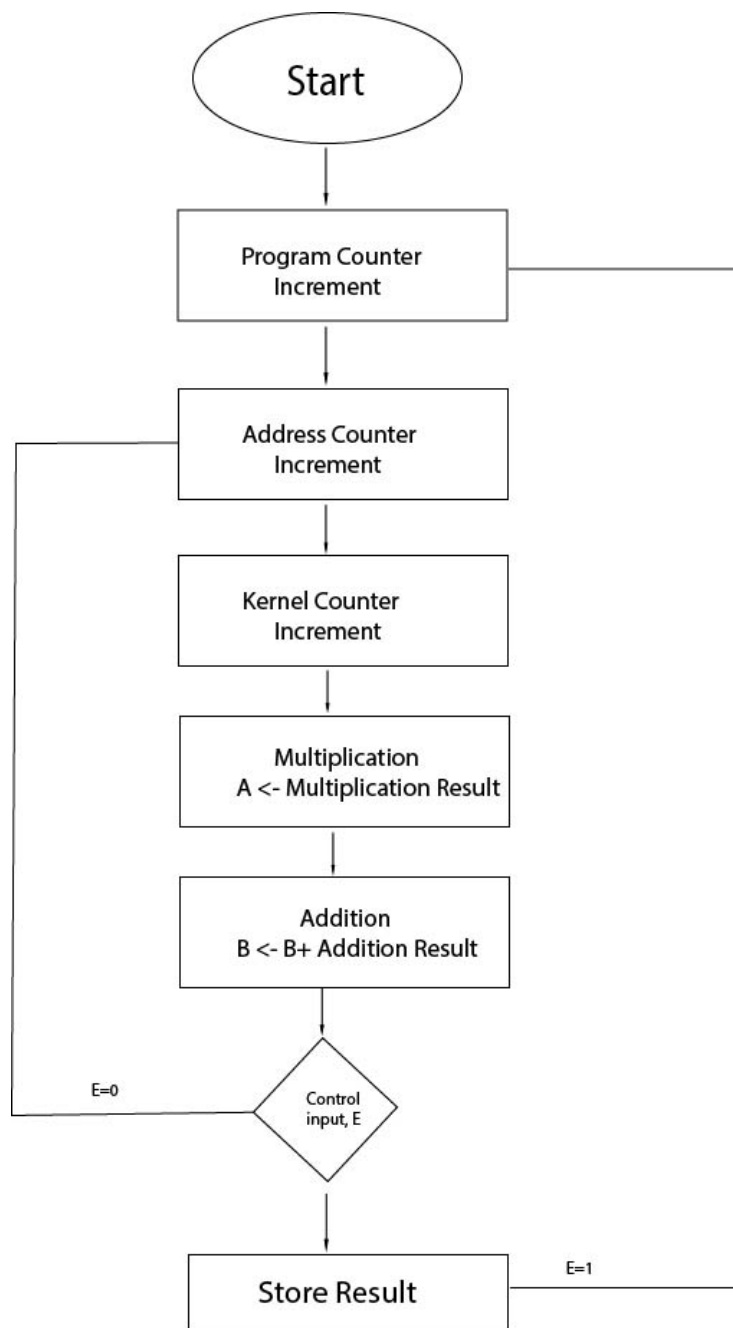 Start
Program Counter
Increment
Address Counter
Increment
Kernel Counter
Increment
Multiplication
A <- Multiplication Result
Addition
B <- B+ Addition Result
E=0
Control
input, E
Store Result
E=1